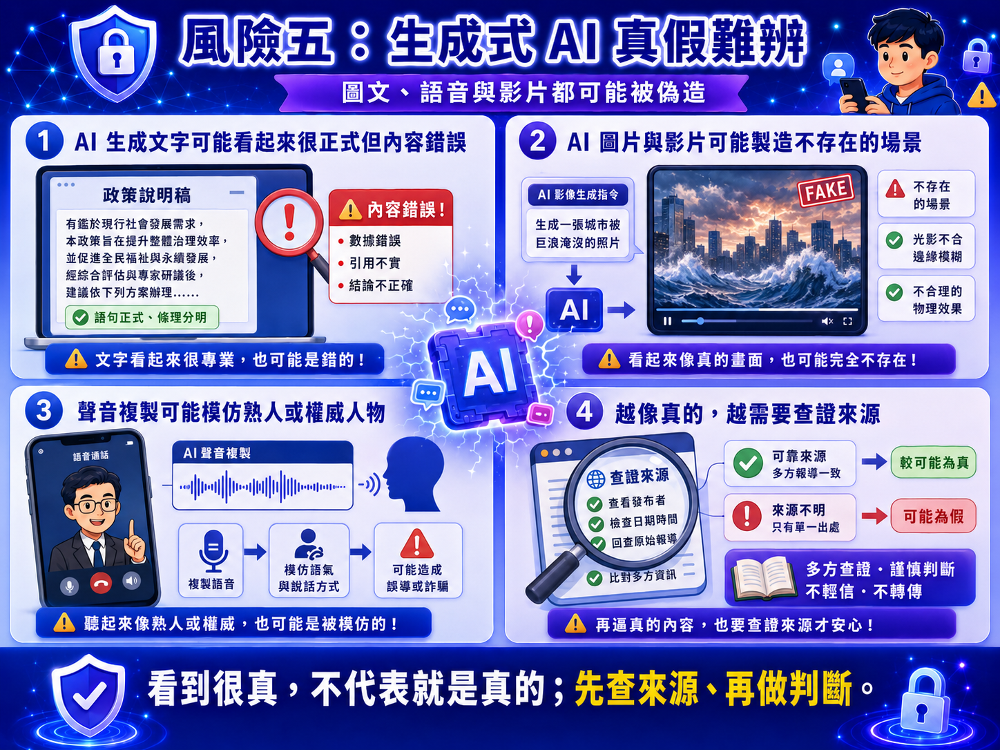 風險五：生成式 AI 真假難辨
圖文、語音與影片都可能被偽造
1 AI 生成文字可能看起來很正式但內容錯誤
政策說明稿
有鑑於現行社會發展需求，
本政策旨在提升整體治理效率，
並促進全民福祉與永續發展，
經綜合評估與專家研議後，
建議依下列方案辦理……
語句正式、條理分明
內容錯誤！
• 數據錯誤
• 引用不實
• 結論不正確
文字看起來很專業，也可能是錯的！
2 AI 圖片與影片可能製造不存在的場景
AI 影像生成指令
生成一張城市被
巨浪淹沒的照片
AI
FAKE
不存在
的場景
光影不合
邊緣模糊
不合理的
物理效果
看起來像真的畫面，也可能完全不存在！
AI
3 聲音複製可能模仿熟人或權威人物
語音通話
AI 聲音複製
複製語音
模仿語氣
與說話方式
可能造成
誤導或詐騙
聽起來像熟人或權威，也可能是被模仿的！
4 越像真的，越需要查證來源
查證來源
查看發布者
檢查日期時間
回查原始報導
比對多方資訊
可靠來源
多方報導一致
較可能為真
來源不明
只有單一出處
可能為假
多方查證・謹慎判斷
不輕信・不轉傳
再逼真的內容，也要查證來源才安心！
看到很真，不代表就是真的；先查來源、再做判斷。